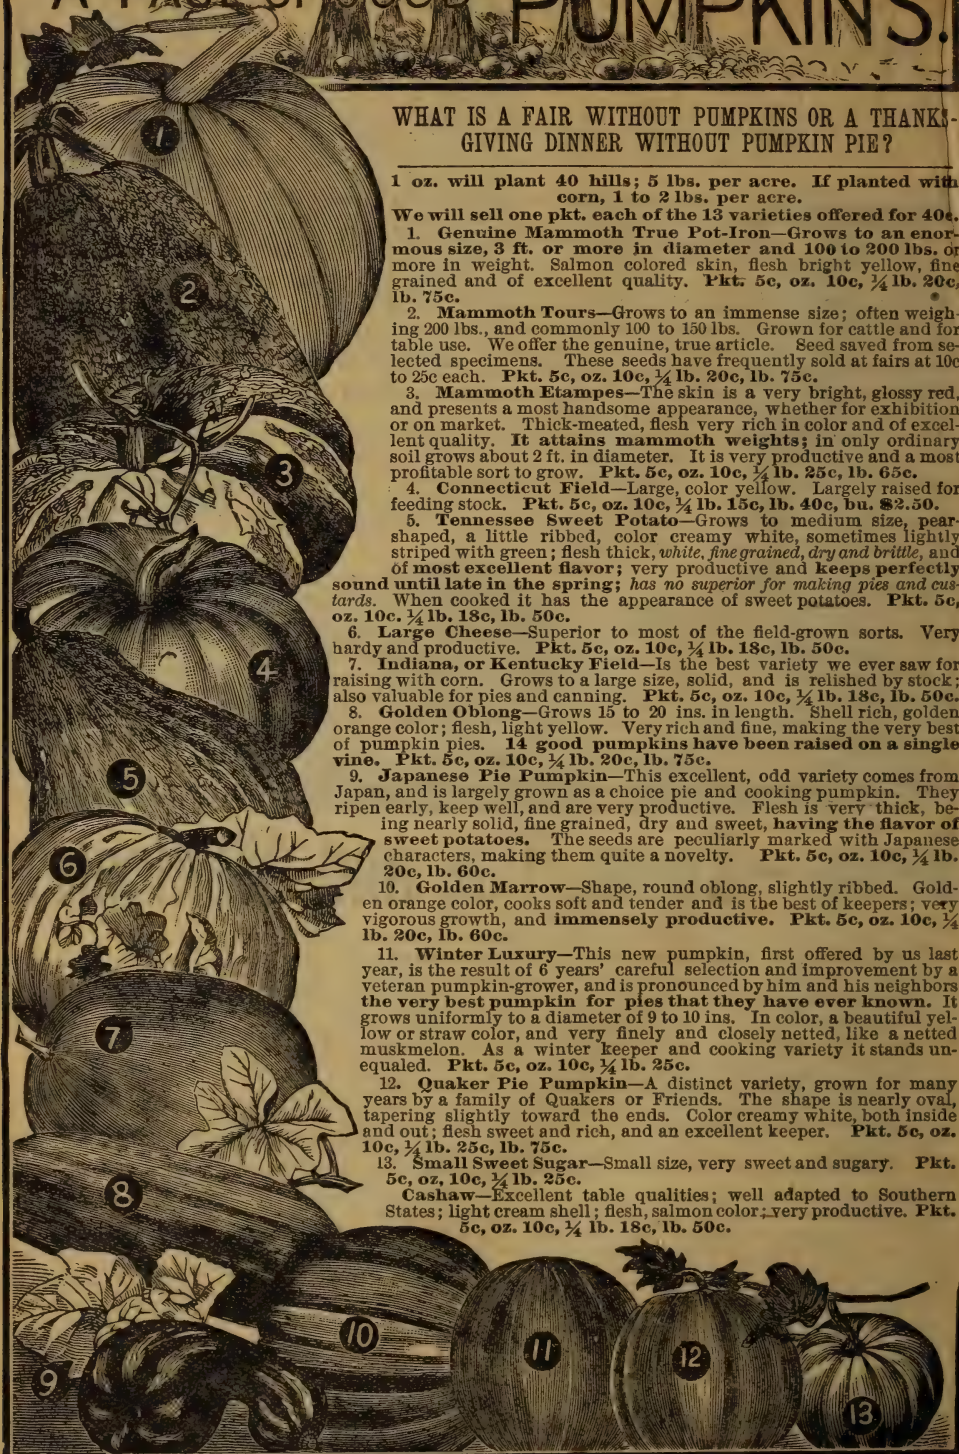 A PAGE OF GOOD PUMPKINS.
WHAT IS A FAIR WITHOUT PUMPKINS OR A THANKS-
GIVING DINNER WITHOUT PUMPKIN PIE?
1 oz. will plant 40 hills; 5 lbs. per acre. If planted with
corn, 1 to 2 lbs. per acre.
We will sell one pkt. each of the 13 varieties offered for 40c.
1. Genuine Mammoth True Pot-Iron—Grows to an enor-
mous size, 3 ft. or more in diameter and 100 to 200 lbs. or
more in weight. Salmon colored skin, flesh bright yellow, fine
grained and of excellent quality. Pkt. 5c, oz. 10c, ¼ lb. 20c,
lb. 75c.
2. Mammoth Tours—Grows to an immense size; often weigh-
ing 200 lbs., and commonly 100 to 150 lbs. Grown for cattle and for
table use. We offer the genuine, true article. Seed saved from se-
lected specimens. These seeds have frequently sold at fairs at 10c
to 25c each. Pkt. 5c, oz. 10c, ¼ lb. 20c, lb. 75c.
3. Mammoth Etampes—The skin is a very bright, glossy red,
and presents a most handsome appearance, whether for exhibition
or on market. Thick-meated, flesh very rich in color and of excel-
lent quality. It attains mammoth weights; in only ordinary
soil grows about 2 ft. in diameter. It is very productive and a most
profitable sort to grow. Pkt. 5c, oz. 10c, ¼ lb. 25c, lb. 65c.
4. Connecticut Field—Large, color yellow. Largely raised for
feeding stock. Pkt. 5c, oz. 10c, ¼ lb. 15c, lb. 40c, bu. $2.50.
5. Tennessee Sweet Potato—Grows to medium size, pear-
shaped, a little ribbed, color creamy white, sometimes lightly
striped with green; flesh thick, white, fine grained, dry and brittle, and
of most excellent flavor; very productive and keeps perfectly
sound until late in the spring; has no superior for making pies and cus-
tards. When cooked it has the appearance of sweet potatoes. Pkt. 5c,
oz. 10c. ¼ lb. 18c, lb. 50c.
6. Large Cheese—Superior to most of the field-grown sorts. Very
hardy and productive. Pkt. 5c, oz. 10c, ¼ lb. 18c, lb. 50c.
7. Indiana, or Kentucky Field—Is the best variety we ever saw for
raising with corn. Grows to a large size, solid, and is relished by stock;
also valuable for pies and canning. Pkt. 5c, oz. 10c, ¼ lb. 18c, lb. 50c.
8. Golden Oblong—Grows 15 to 20 ins. in length. Shell rich, golden
orange color; flesh, light yellow. Very rich and fine, making the very best
of pumpkin pies. 14 good pumpkins have been raised on a single
vine. Pkt. 5c, oz. 10c, ¼ lb. 20c, lb. 75c.
9. Japanese Pie Pumpkin—This excellent, odd variety comes from
Japan, and is largely grown as a choice pie and cooking pumpkin. They
ripen early, keep well, and are very productive. Flesh is very thick, be-
ing nearly solid, fine grained, dry and sweet, having the flavor of
sweet potatoes. The seeds are peculiarly marked with Japanese
characters, making them quite a novelty. Pkt. 5c, oz. 10c, ¼ lb.
20c, lb. 60c.
10. Golden Marrow—Shape, round oblong, slightly ribbed. Gold-
en orange color, cooks soft and tender and is the best of keepers; very
vigorous growth, and immensely productive. Pkt. 5c, oz. 10c, ¼
lb. 20c, lb. 60c.
11. Winter Luxury—This new pumpkin, first offered by us last
year, is the result of 6 years' careful selection and improvement by a
veteran pumpkin-grower, and is pronounced by him and his neighbors
the very best pumpkin for pies that they have ever known. It
grows uniformly to a diameter of 9 to 10 ins. In color, a beautiful yel-
low or straw color, and very finely and closely netted, like a netted
muskmelon. As a winter keeper and cooking variety it stands un-
equaled. Pkt. 5c, oz. 10c, ¼ lb. 25c.
12. Quaker Pie Pumpkin—A distinct variety, grown for many
years by a family of Quakers or Friends. The shape is nearly oval,
tapering slightly toward the ends. Color creamy white, both inside
and out; flesh sweet and rich, and an excellent keeper. Pkt. 5c, oz.
10c, ¼ lb. 25c, lb. 75c.
13. Small Sweet Sugar—Small size, very sweet and sugary. Pkt.
5c, oz, 10c, ¼ lb. 25c.
Cashaw—Excellent table qualities; well adapted to Southern
States; light cream shell; flesh, salmon color; very productive. Pkt.
5c, oz. 10c, ¼ lb. 18c, lb. 50c.
1
2
3
4
5
6
7
8
9
10
11
12
13